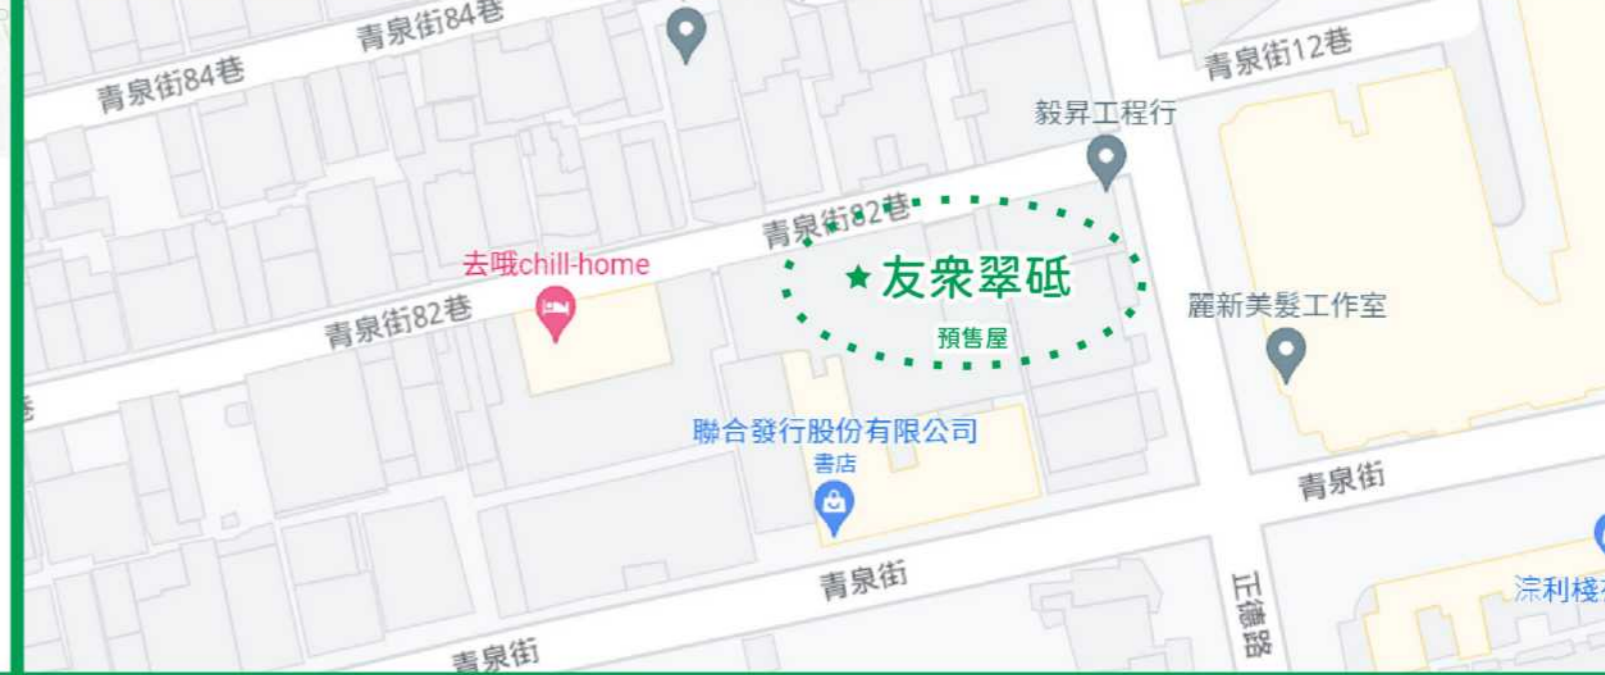 青泉街84巷
青泉街84巷
青泉街12巷
毅昇工程行
青泉街82巷
去哦chill-home
★友衆翠砥
預售屋
青泉街82巷
麗新美髮工作室
巷
聯合發行股份有限公司
書店
青泉街
青泉街
正德路
淙利棧
青泉街